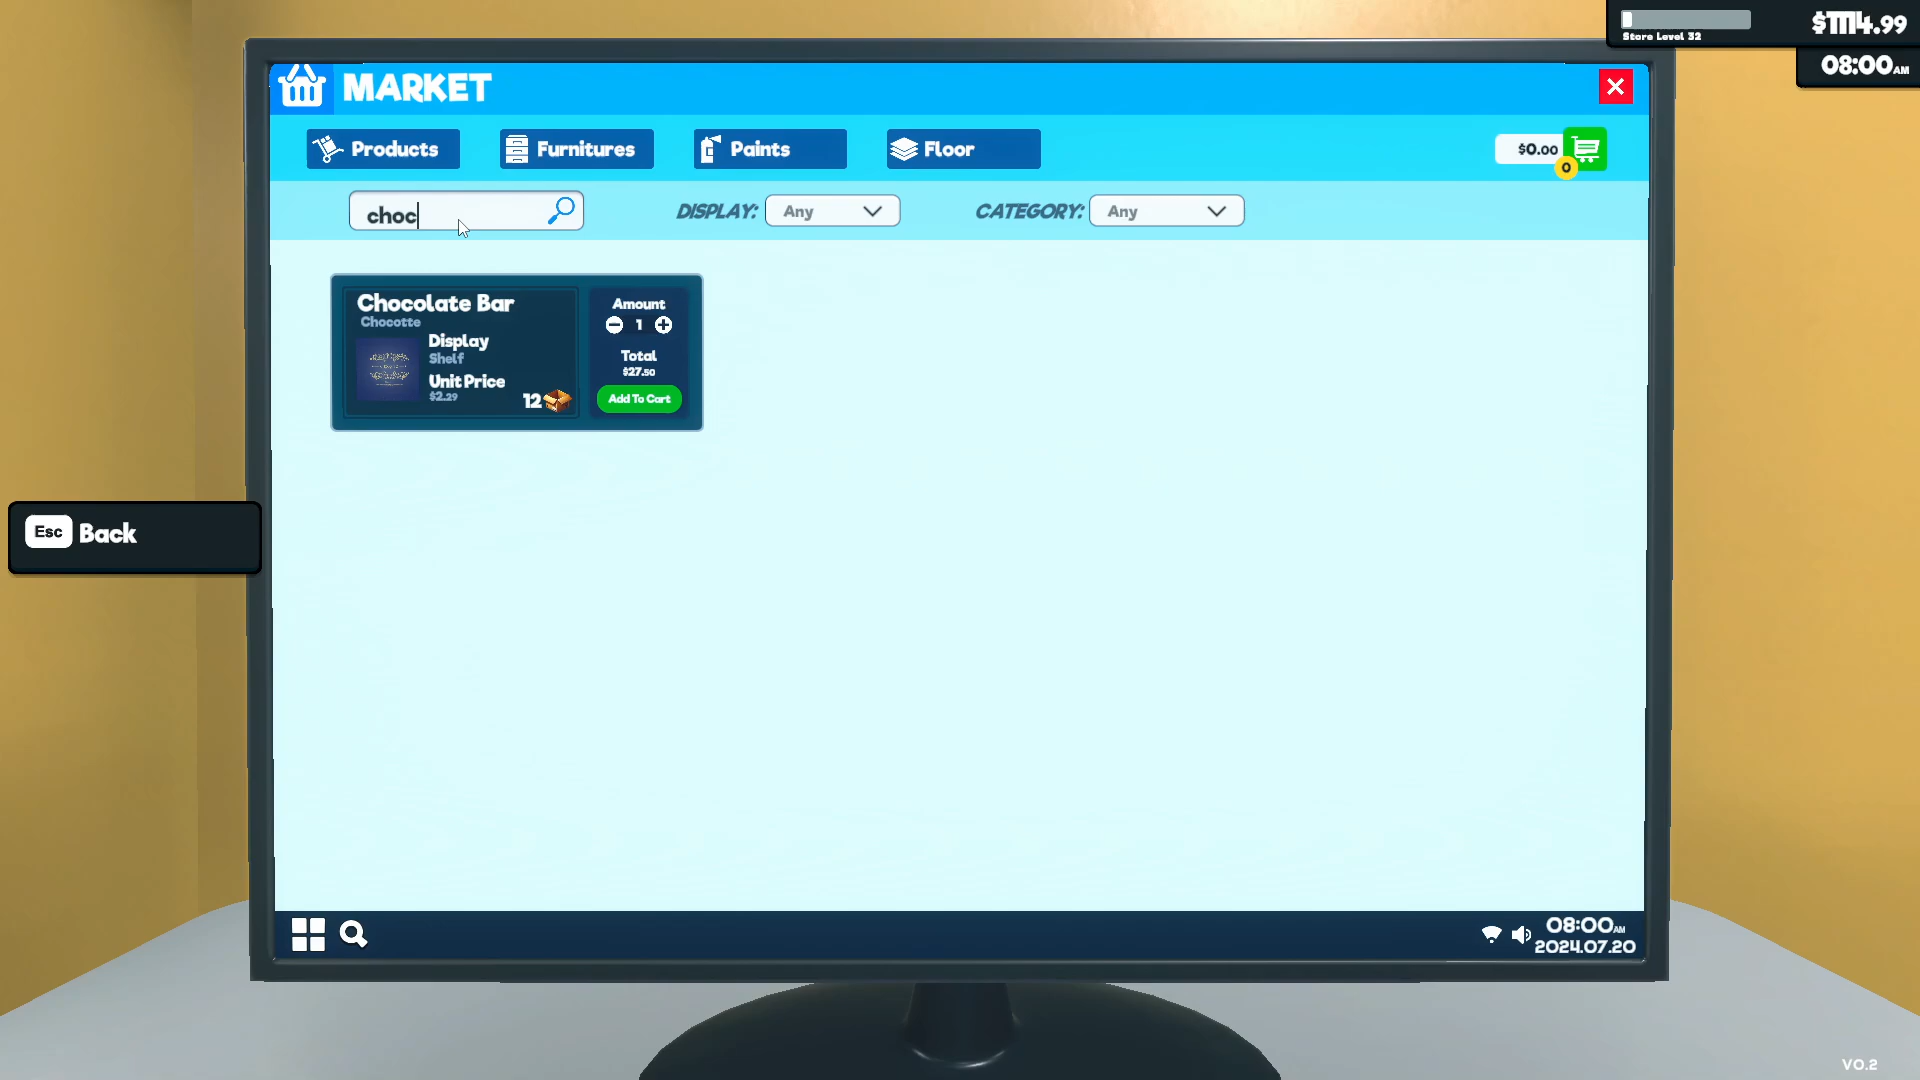 $1114.99
Store Level 32
08:00AM
MARKET
Products
Furnitures
Paints
Floor
$0.00
0
choc
DISPLAY: Any
CATEGORY: Any
Chocolate Bar
Chocotte
Display
Shelf
Unit Price
$2.29
12
Amount
1
Total
$27.50
Add To Cart
Esc Back
08:00AM
2024.07.20
V0.2